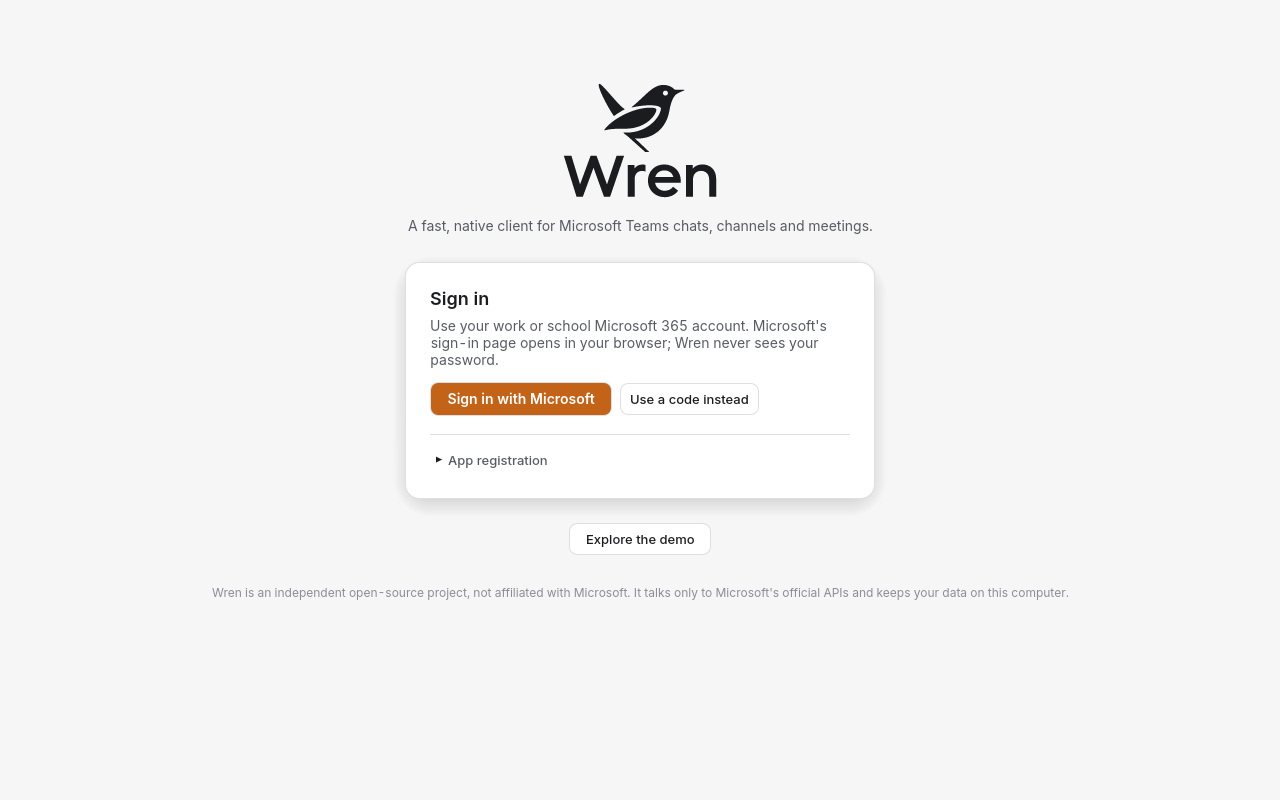 Wren
A fast, native client for Microsoft Teams chats, channels and meetings.
Sign in
Use your work or school Microsoft 365 account. Microsoft's
sign-in page opens in your browser; Wren never sees your
password.
Sign in with Microsoft
Use a code instead
App registration
Explore the demo
Wren is an independent open-source project, not affiliated with Microsoft. It talks only to Microsoft's official APIs and keeps your data on this computer.